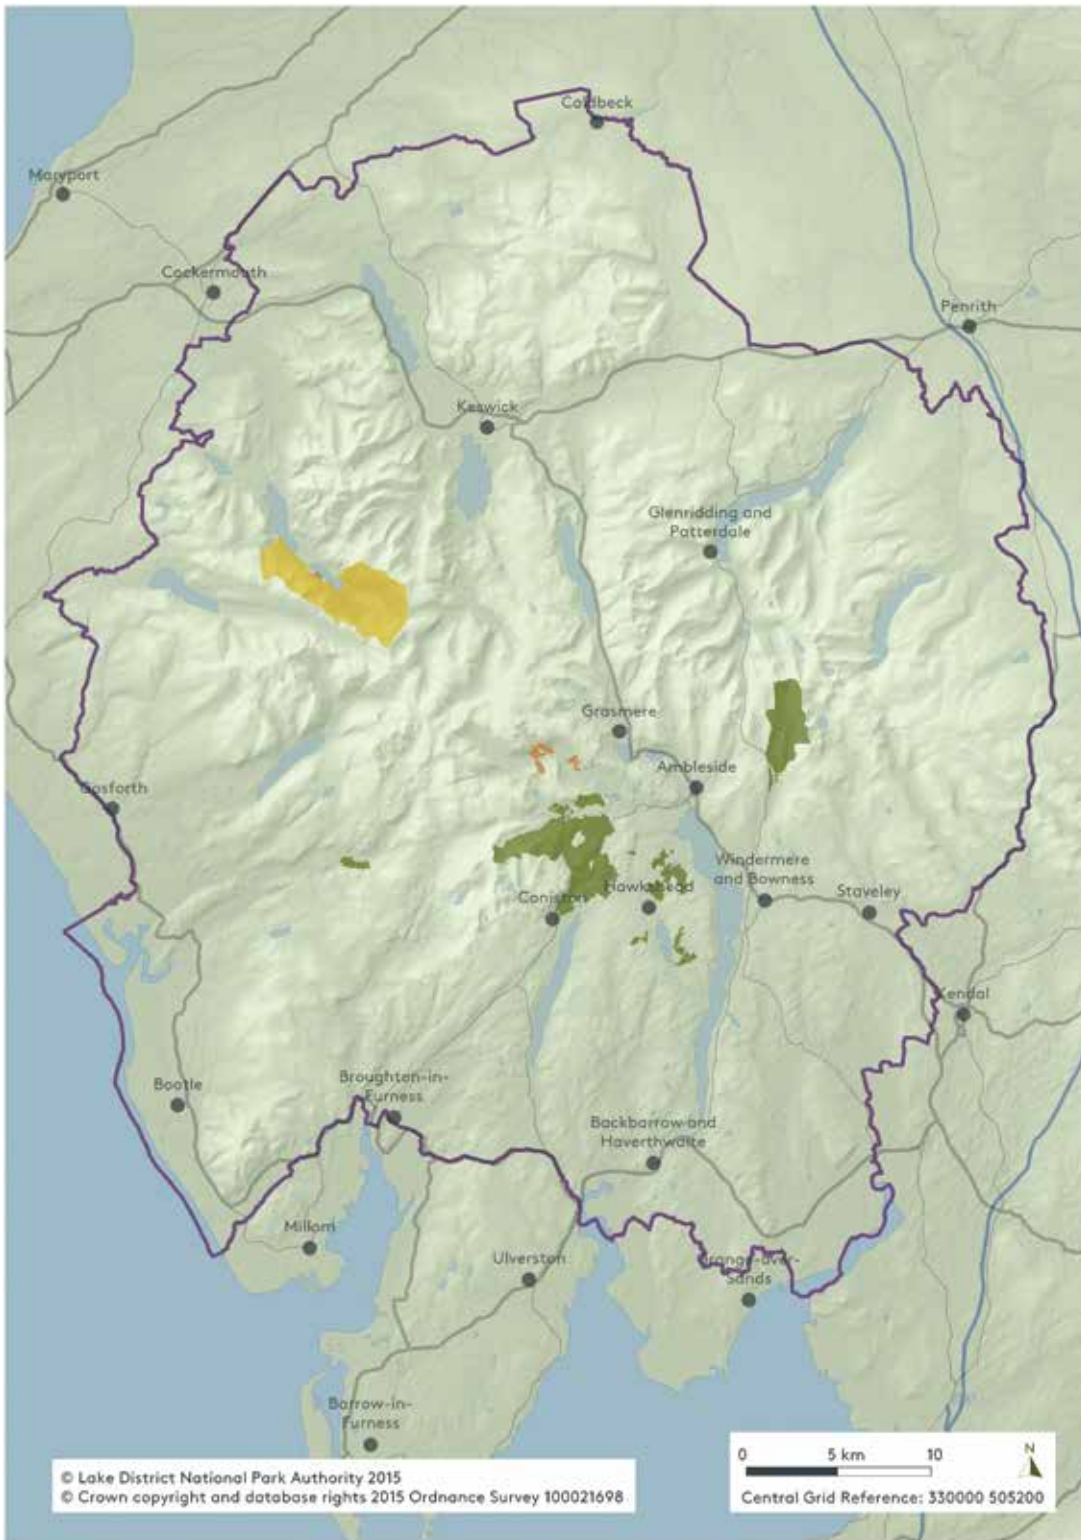 Caldbeck
Maryport
Cockermouth
Penrith
Keswick
Glenridding and
Patterdale
Grasmere
Ambleside
Gosforth
Windermere
and Bowness
Staveley
Hawkshead
Coniston
Kendal
Bootle
Broughton-in-
Furness
Backbarrow and
Haverthwaite
Millom
Ulverston
Grange-over-
Sands
Barrow-in-
Furness
0 5 km 10
N
Central Grid Reference: 330000 505200
© Lake District National Park Authority 2015
© Crown copyright and database rights 2015 Ordnance Survey 100021698